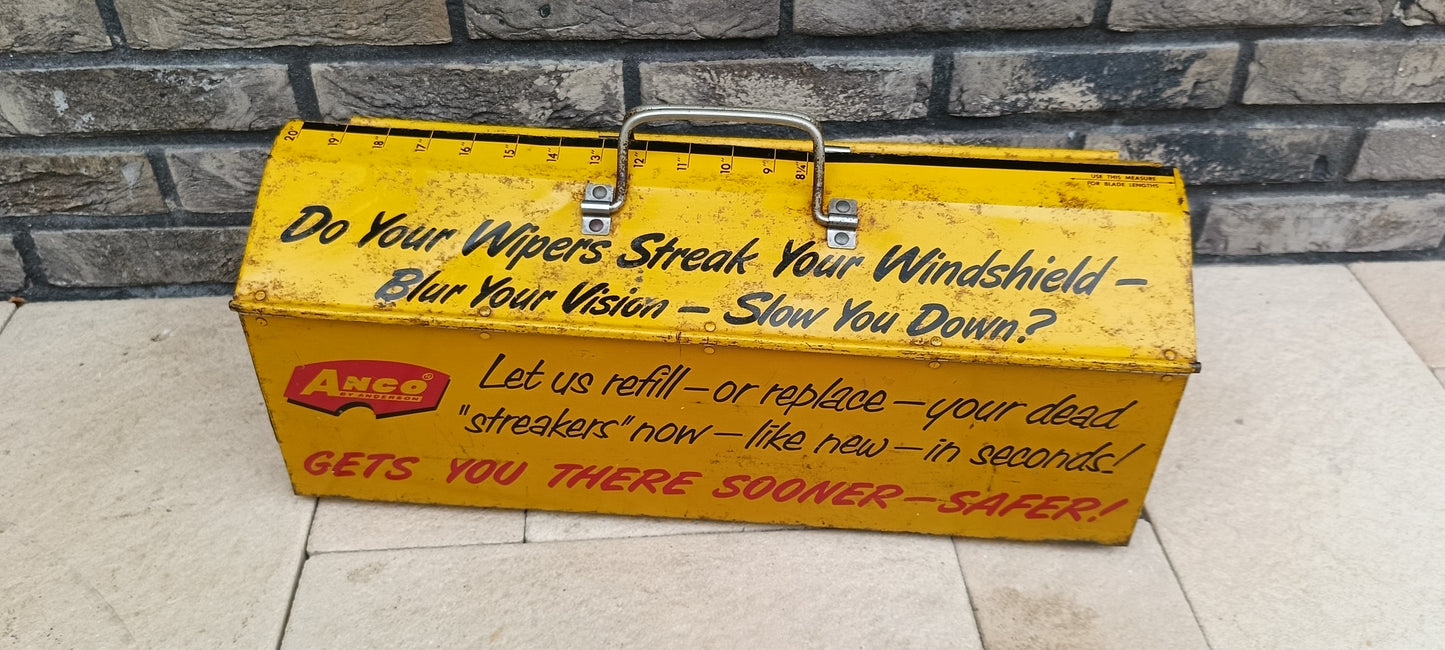 20" 19" 18" 17" 16" 15" 14" 13" 12" 11" 10" 9" 8¼"
USE THIS MEASURE
FOR BLADE LENGTHS
Do Your Wipers Streak Your Windshield –
Blur Your Vision – Slow You Down?
ANCO ®
BY ANDERSON
Let us refill – or replace – your dead
"streakers" now – like new – in seconds!
GETS YOU THERE SOONER – SAFER!